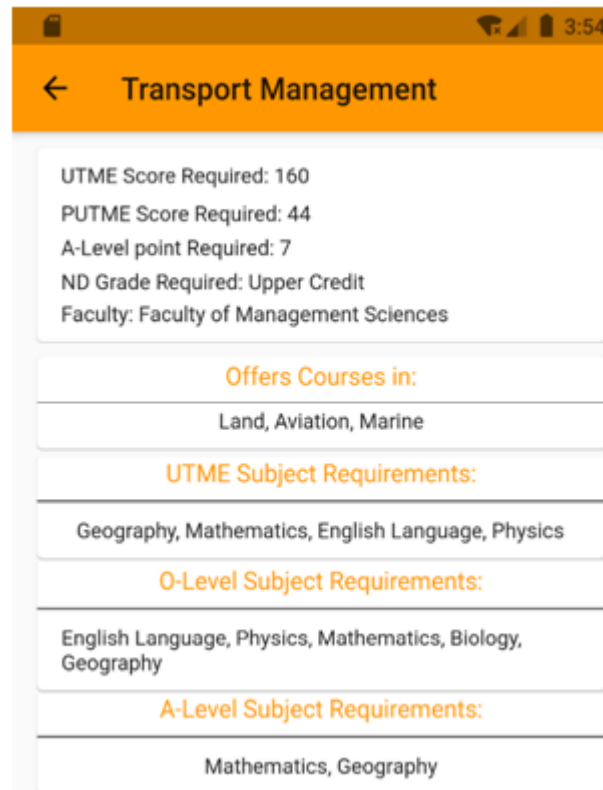 3:54
Transport Management
UTME Score Required: 160
PUTME Score Required: 44
A-Level point Required: 7
ND Grade Required: Upper Credit
Faculty: Faculty of Management Sciences
Offers Courses in:
Land, Aviation, Marine
UTME Subject Requirements:
Geography, Mathematics, English Language, Physics
O-Level Subject Requirements:
English Language, Physics, Mathematics, Biology,
Geography
A-Level Subject Requirements:
Mathematics, Geography